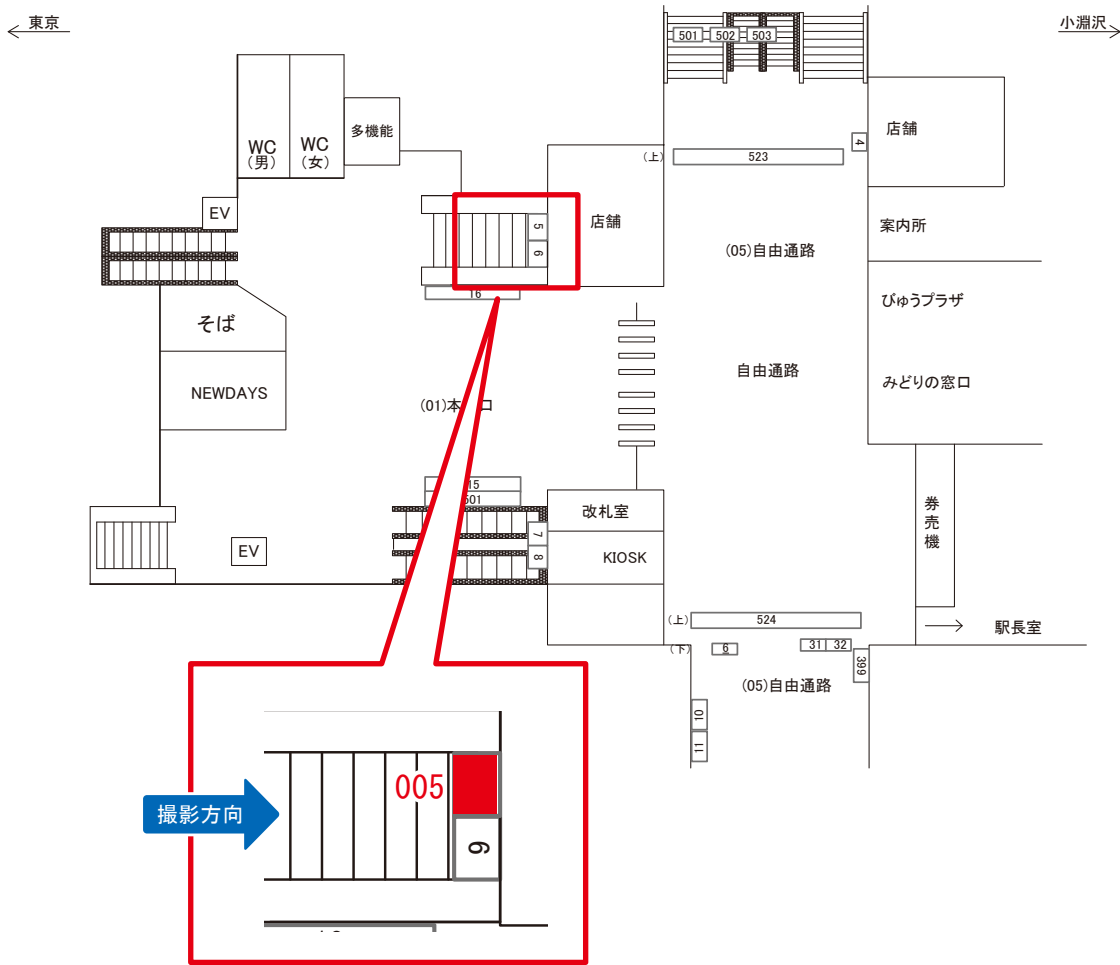 東京
小淵沢
501 502 503
WC
(男)
WC
(女)
多機能
店舗
4
(上)
523
EV
5
6
店舗
案内所
(05)自由通路
16
びゅうプラザ
そば
自由通路
みどりの窓口
NEWDAYS
(01)本 口
15
501
改札室
券売機
7
8
EV
KIOSK
(上)
524
駅長室
(下)
6
31 32
399
(05)自由通路
10
11
005
撮影方向
6